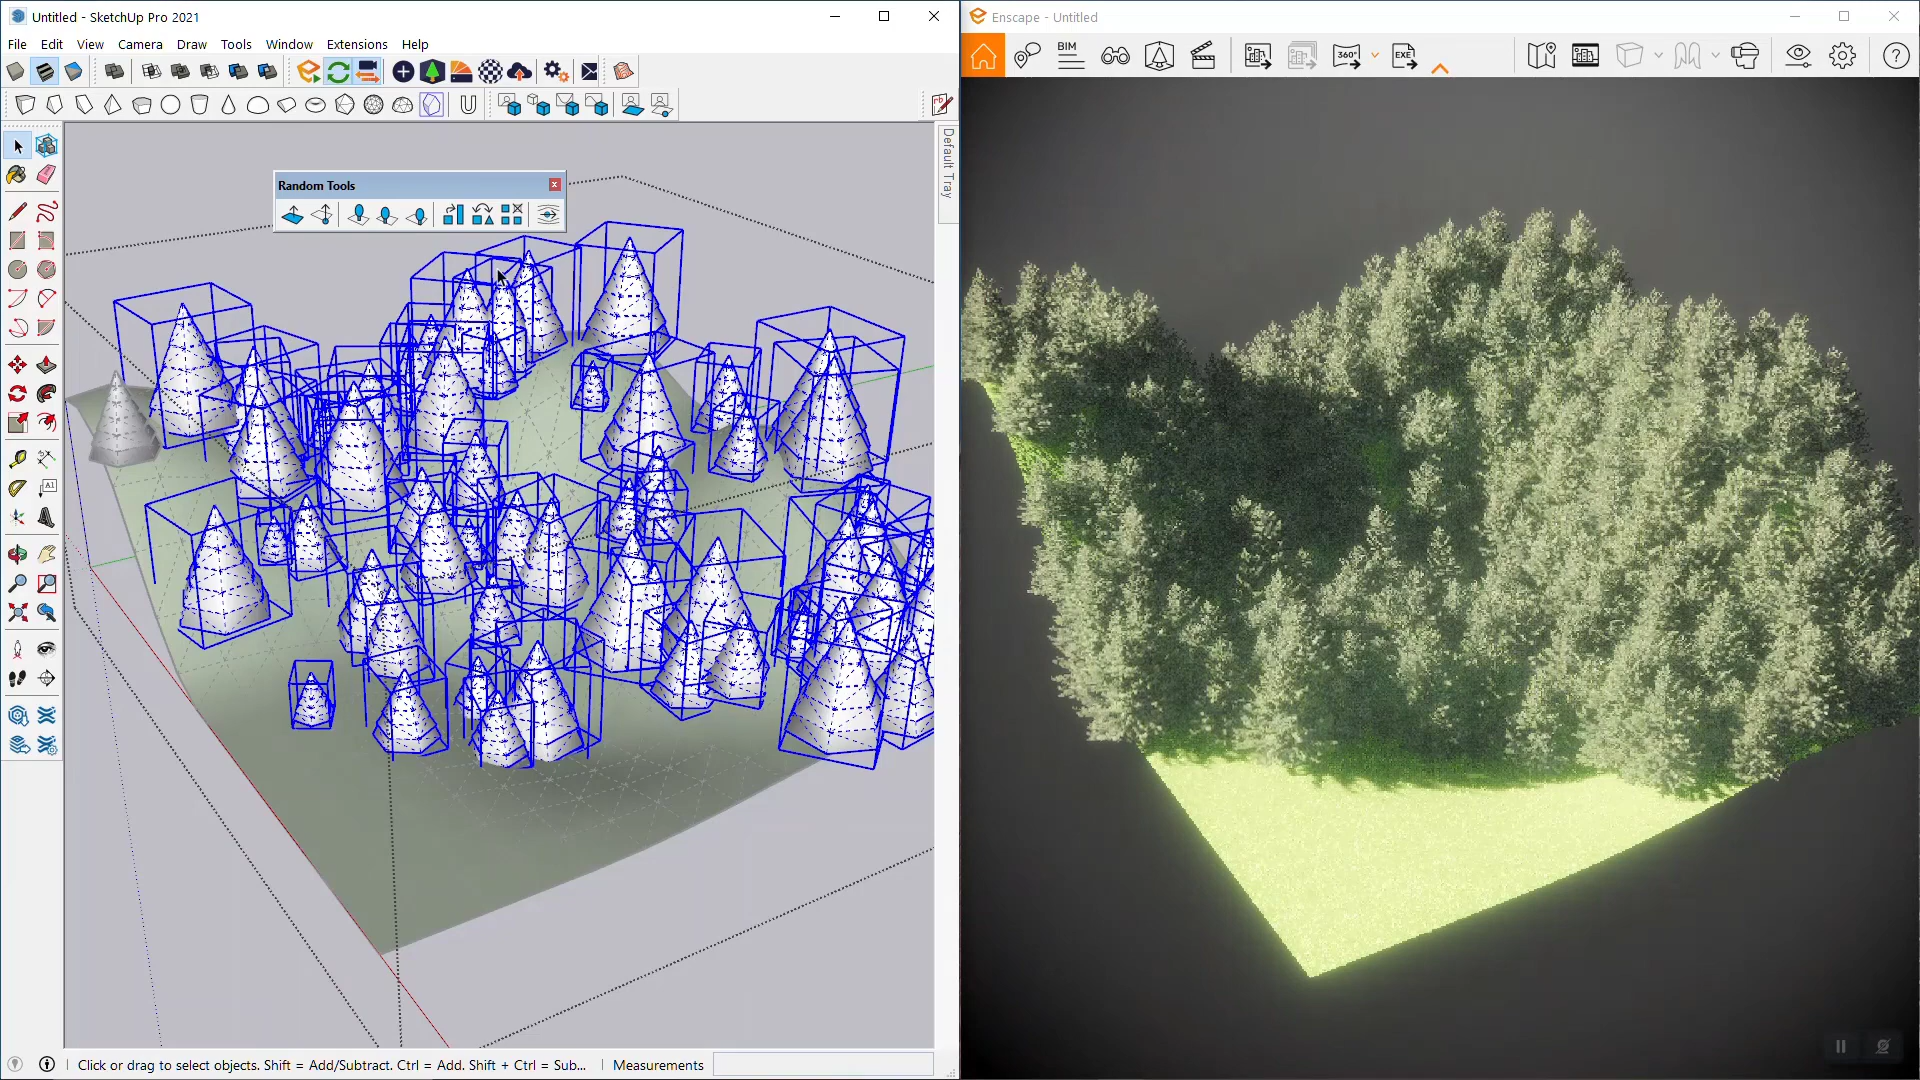 Untitled - SketchUp Pro 2021
File Edit View Camera Draw Tools Window Extensions Help
Random Tools
Default Tray
A1
Click or drag to select objects. Shift = Add/Subtract. Ctrl = Add. Shift + Ctrl = Sub...
Measurements
Enscape - Untitled
BIM
360°
EXE